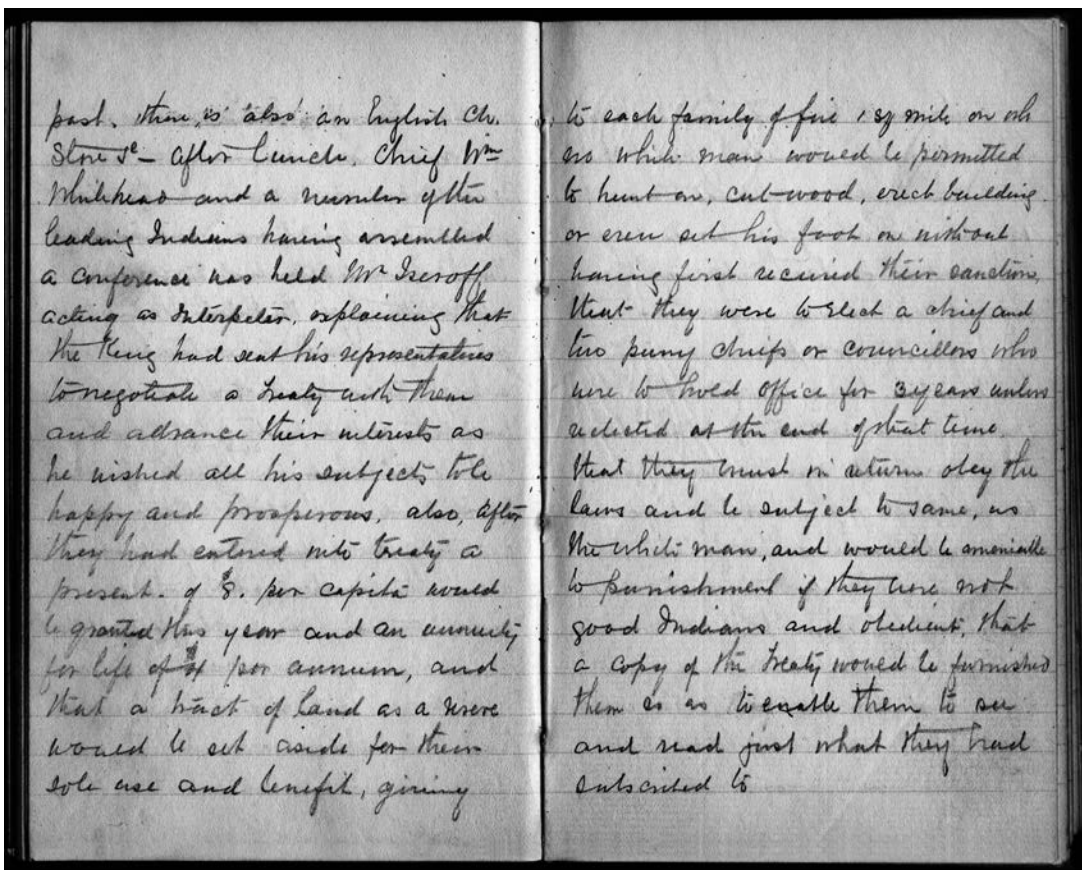 post. there is also an English Ch.
Store &c - after lunch. Chief Wm
Whitehead and a number of the
leading Indians having assembled
a conference was held Mr Iseroff
acting as Interpeter. explaining that
the King had sent his representatives
to negotiate a Treaty with them
and advance their interests as
he wished all his subjects to be
happy and prosperous. also, after
they had entered into treaty a
present. of $8. per capita would
be granted this year and an annuity
for life of $4 per annum, and
that a tract of land as a reserve
would be set aside for their
sole use and benefit, giving
to each family of five 1 sq mile on wh
no white man would be permitted
to hunt on, cut wood, erect building
or even set his foot on without
having first received their sanction,
that they were to elect a chief and
two puny chiefs or councillors who
were to hold office for 3 years unless
relected at the end of that time.
that they must in return obey the
laws and be subject to same, as
the white man, and would be ameniable
to punishment if they were not
good Indians and obedient, that
a copy of the Treaty would be furnished
them so as to enable them to see
and read just what they had
subscribed to